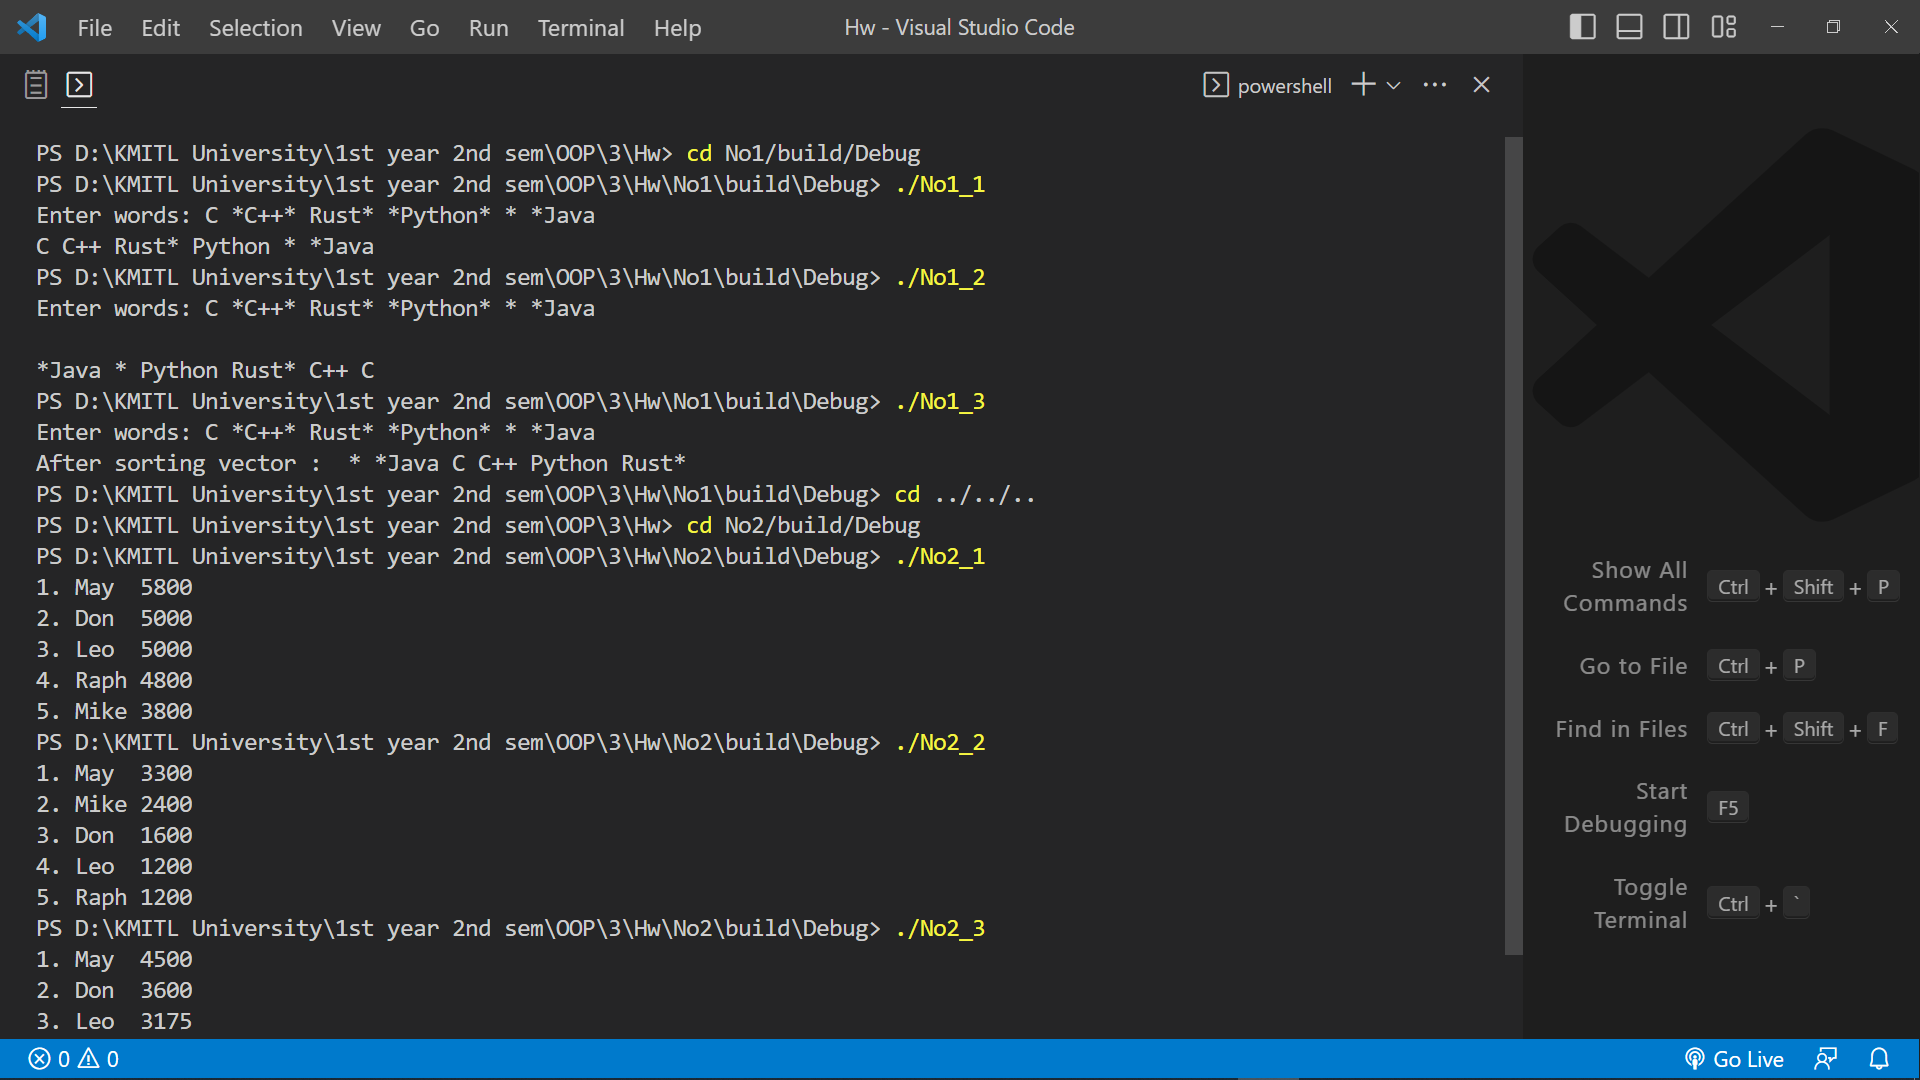 File Edit Selection View Go Run Terminal Help Hw - Visual Studio Code
powershell
PS D:\KMITL University\1st year 2nd sem\OOP\3\Hw> cd No1/build/Debug
PS D:\KMITL University\1st year 2nd sem\OOP\3\Hw\No1\build\Debug> ./No1_1
Enter words: C *C++* Rust* *Python* * *Java
C C++ Rust* Python * *Java
PS D:\KMITL University\1st year 2nd sem\OOP\3\Hw\No1\build\Debug> ./No1_2
Enter words: C *C++* Rust* *Python* * *Java
*Java * Python Rust* C++ C
PS D:\KMITL University\1st year 2nd sem\OOP\3\Hw\No1\build\Debug> ./No1_3
Enter words: C *C++* Rust* *Python* * *Java
After sorting vector :  * *Java C C++ Python Rust*
PS D:\KMITL University\1st year 2nd sem\OOP\3\Hw\No1\build\Debug> cd ../../..
PS D:\KMITL University\1st year 2nd sem\OOP\3\Hw> cd No2/build/Debug
PS D:\KMITL University\1st year 2nd sem\OOP\3\Hw\No2\build\Debug> ./No2_1
1. May  5800
2. Don  5000
3. Leo  5000
4. Raph 4800
5. Mike 3800
PS D:\KMITL University\1st year 2nd sem\OOP\3\Hw\No2\build\Debug> ./No2_2
1. May  3300
2. Mike 2400
3. Don  1600
4. Leo  1200
5. Raph 1200
PS D:\KMITL University\1st year 2nd sem\OOP\3\Hw\No2\build\Debug> ./No2_3
1. May  4500
2. Don  3600
3. Leo  3175
Show All
Commands Ctrl + Shift + P
Go to File Ctrl + P
Find in Files Ctrl + Shift + F
Start
Debugging F5
Toggle
Terminal Ctrl + `
0 0 Go Live